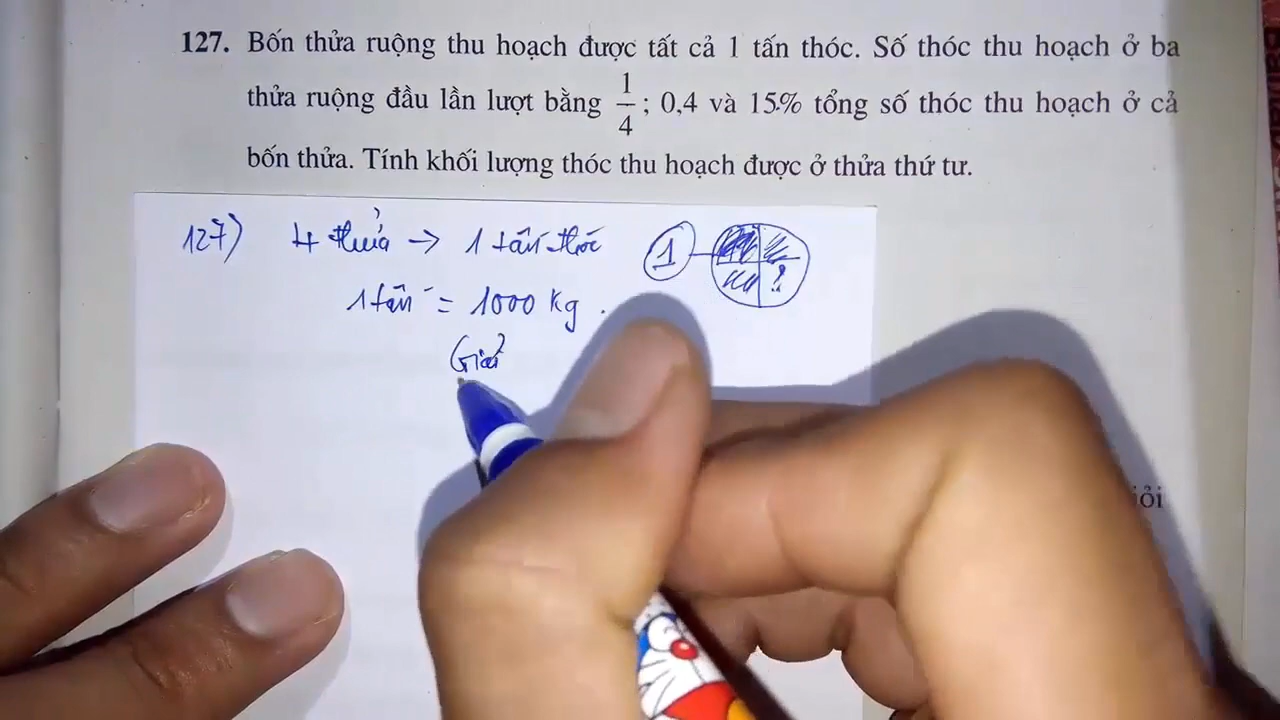 127. Bốn thửa ruộng thu hoạch được tất cả 1 tấn thóc. Số thóc thu hoạch ở ba
thửa ruộng đầu lần lượt bằng 1/4 ; 0,4 và 15% tổng số thóc thu hoạch ở cả
bốn thửa. Tính khối lượng thóc thu hoạch được ở thửa thứ tư.
127) 4 thửa → 1 tấn thóc 1 ?
1 tấn = 1000 kg .
Giải
ỏi